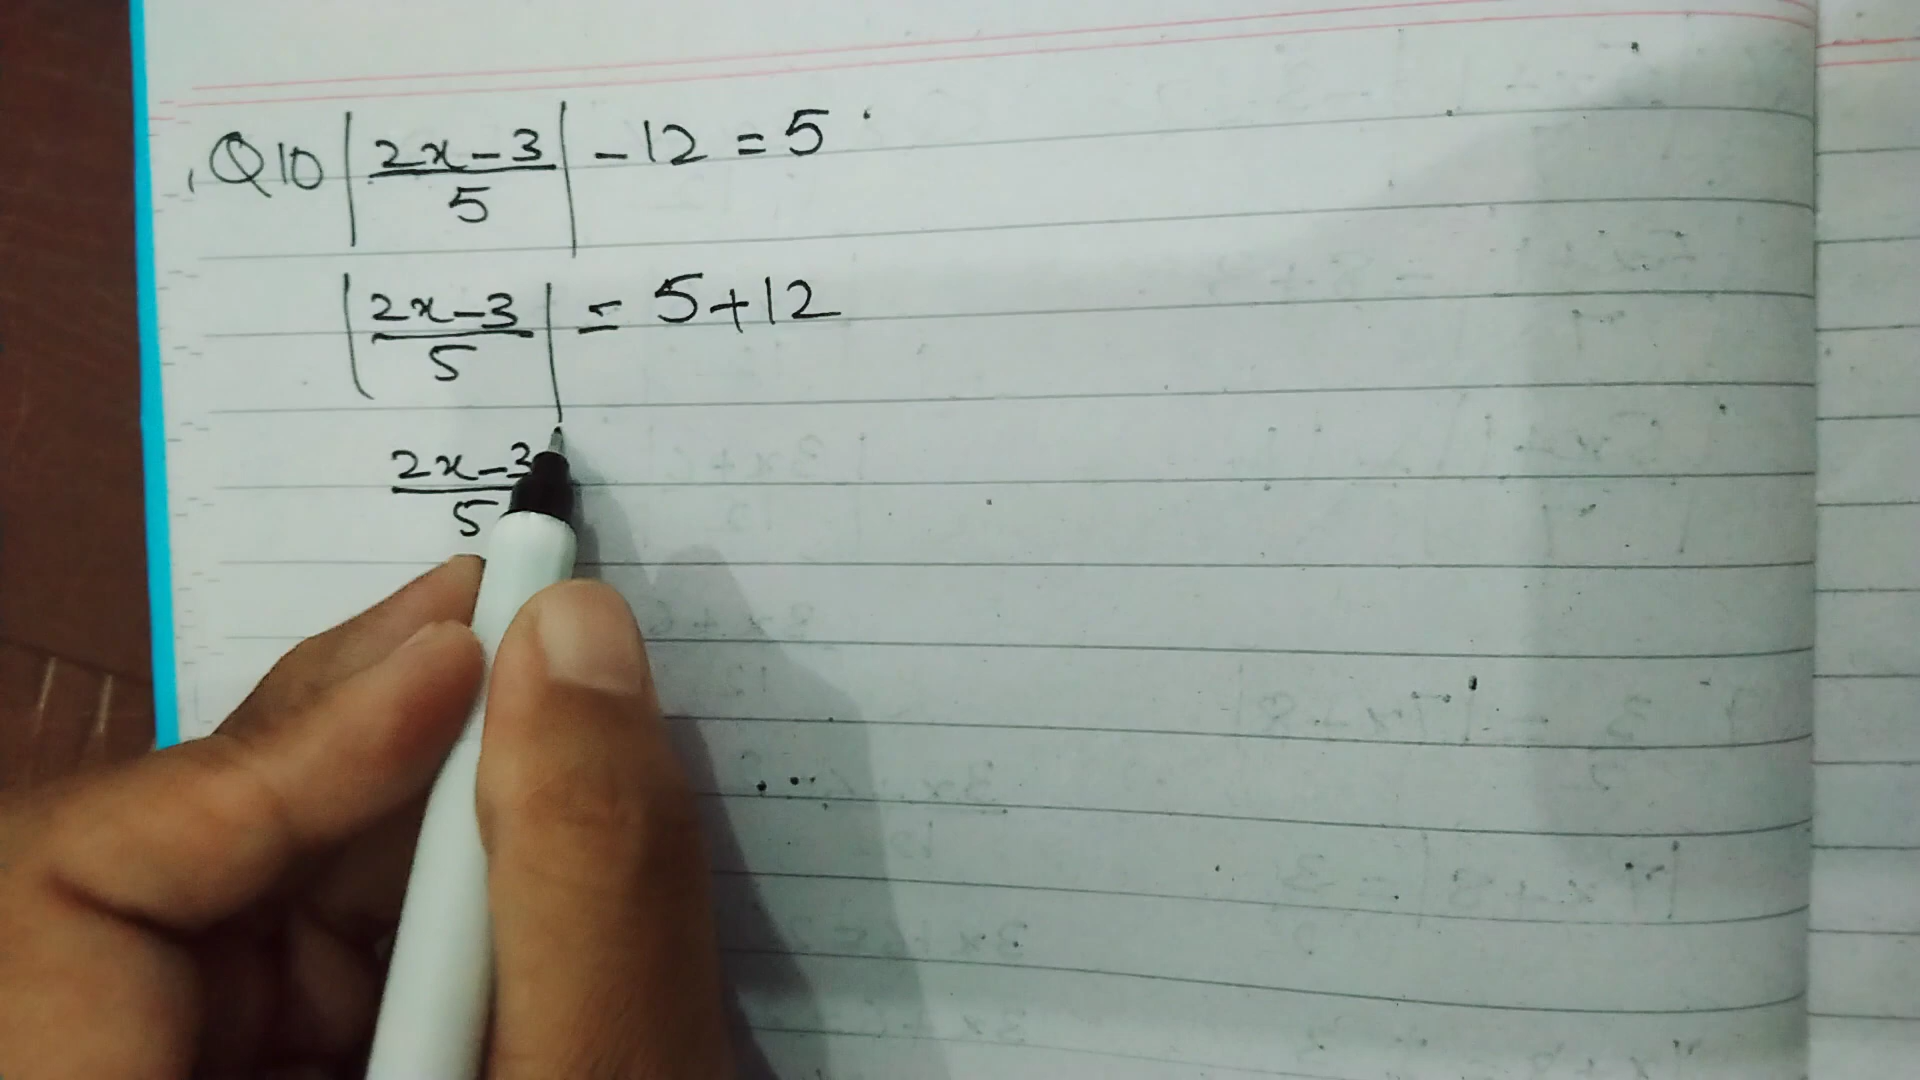 Q10 |2x-3/5| - 12 = 5
|2x-3/5| = 5+12
2x-3/5